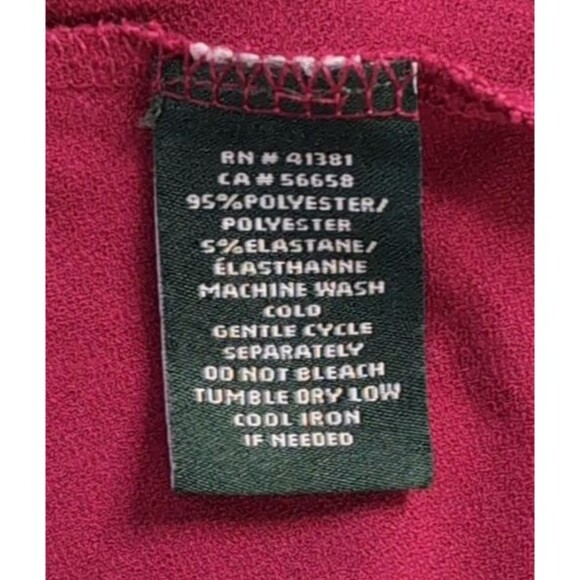 RN # 41381
CA # 56658
95%POLYESTER/
POLYESTER
5%ELASTANE/
ÉLASTHANNE
MACHINE WASH
COLD
GENTLE CYCLE
SEPARATELY
DO NOT BLEACH
TUMBLE DRY LOW
COOL IRON
IF NEEDED